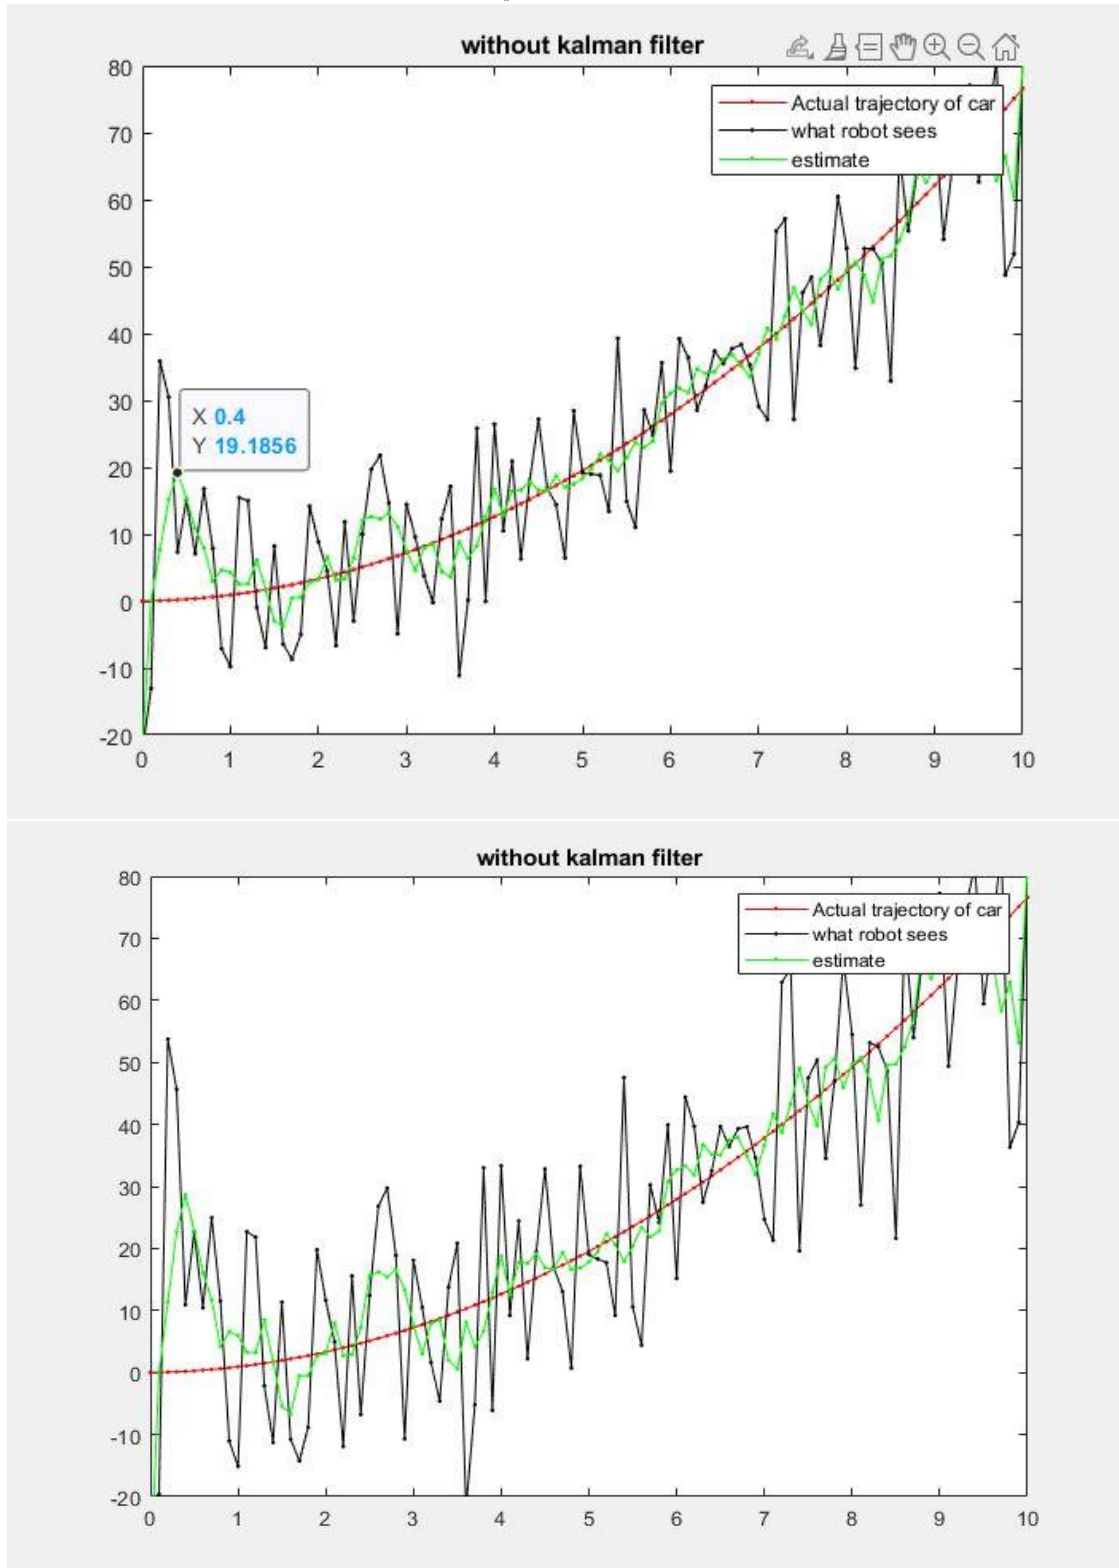 without kalman filter
80
70
60
50
40
30
20
10
0
-10
-20
0 1 2 3 4 5 6 7 8 9 10
Actual trajectory of car
what robot sees
estimate
X 0.4
Y 19.1856
without kalman filter
80
70
60
50
40
30
20
10
0
-10
-20
0 1 2 3 4 5 6 7 8 9 10
Actual trajectory of car
what robot sees
estimate